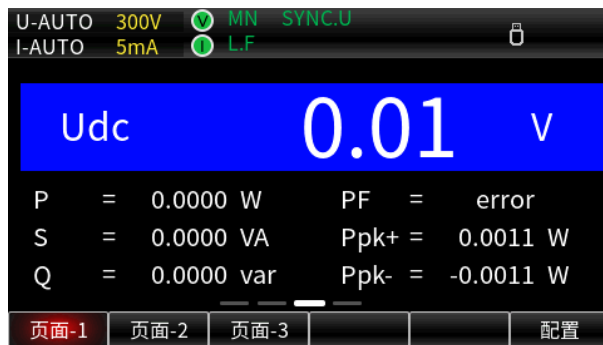 U-AUTO 300V V MN SYNC.U
I-AUTO 5mA I L.F
Udc 0.01 V
P = 0.0000 W PF = error
S = 0.0000 VA Ppk+ = 0.0011 W
Q = 0.0000 var Ppk- = -0.0011 W
页面-1 页面-2 页面-3 配置